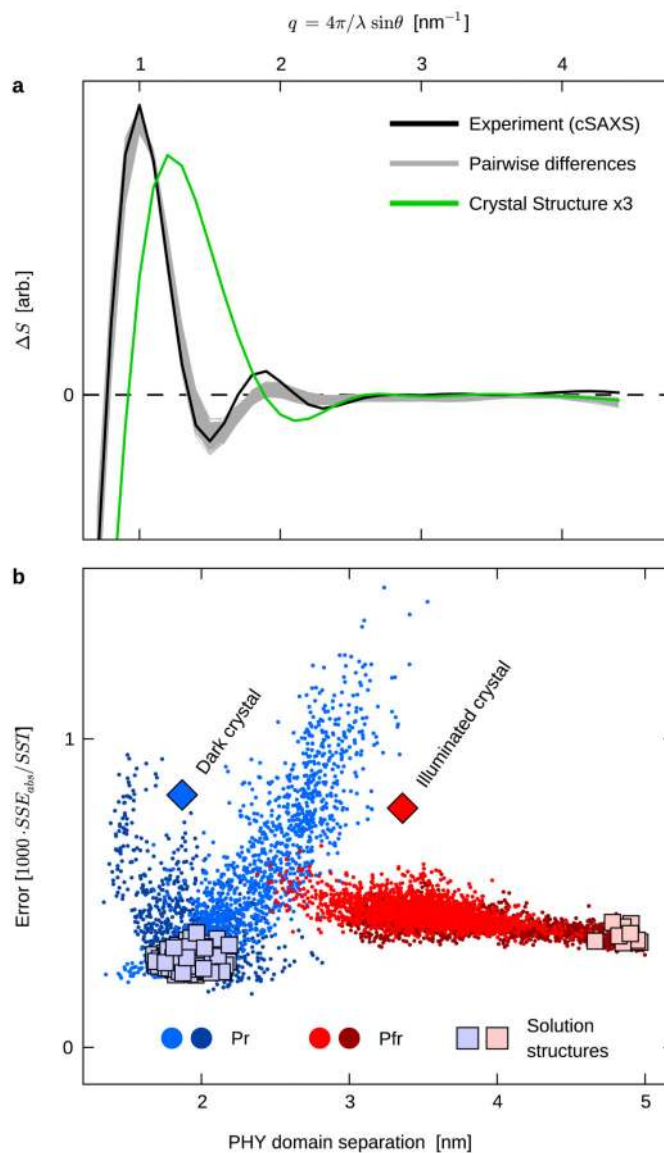 q = 4π/λ sinθ [nm⁻¹]
1 2 3 4
a
Experiment (cSAXS)
Pairwise differences
Crystal Structure x3
ΔS [arb.]
0
b
Dark crystal
Illuminated crystal
1
Error [1000·SSE_abs/SST]
0
Pr
Pfr
Solution
structures
2 3 4 5
PHY domain separation [nm]